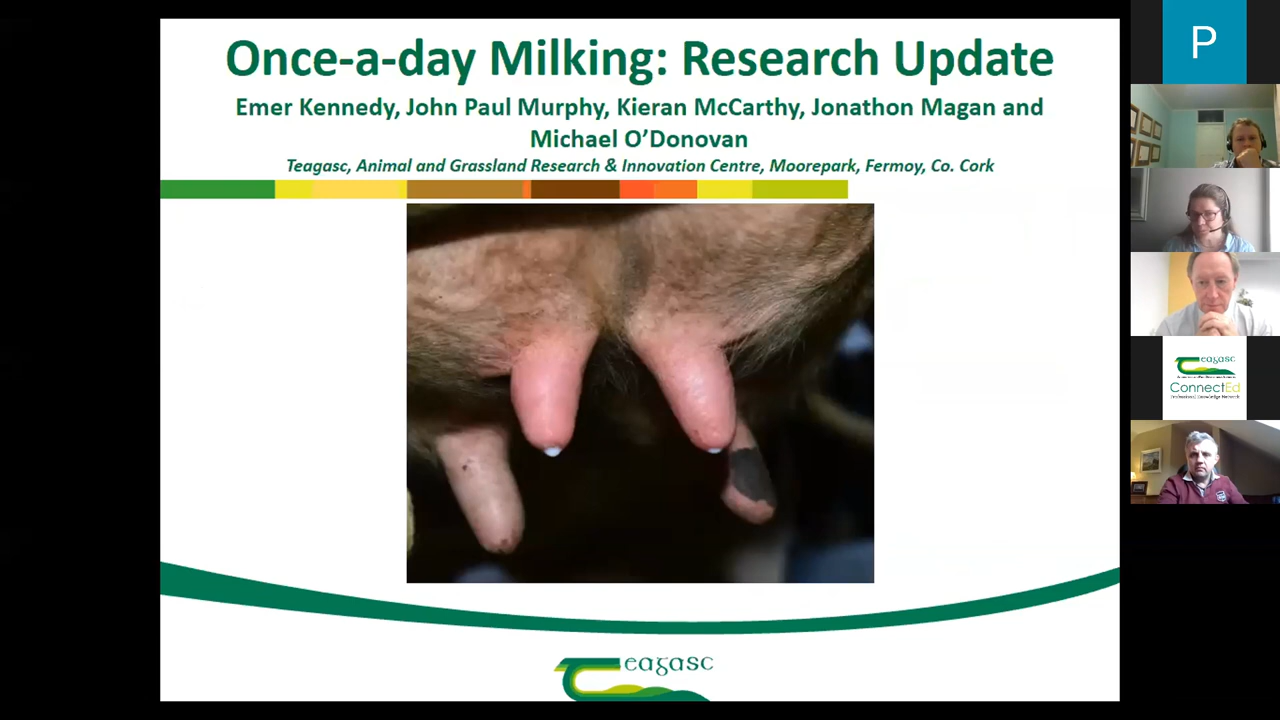 Once-a-day Milking: Research Update
Emer Kennedy, John Paul Murphy, Kieran McCarthy, Jonathon Magan and
Michael O'Donovan
Teagasc, Animal and Grassland Research & Innovation Centre, Moorepark, Fermoy, Co. Cork
P
Teagasc
ConnectEd
Teagasc